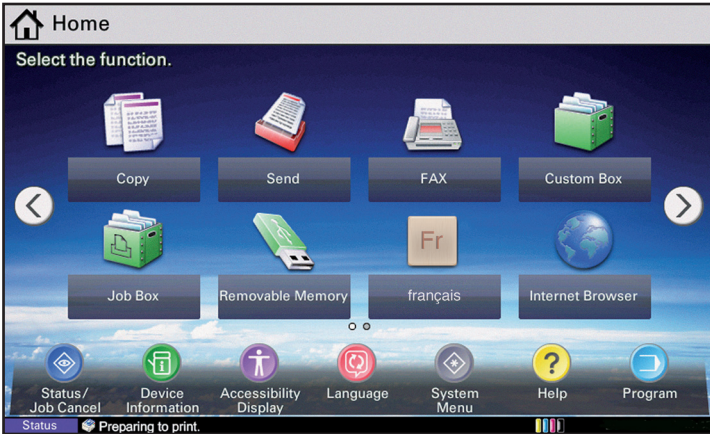 Home
Select the function.
Copy
Send
FAX
Custom Box
Job Box
Removable Memory
Fr
français
Internet Browser
Status/
Job Cancel
Device
Information
Accessibility
Display
Language
System
Menu
Help
Program
Status
Preparing to print.